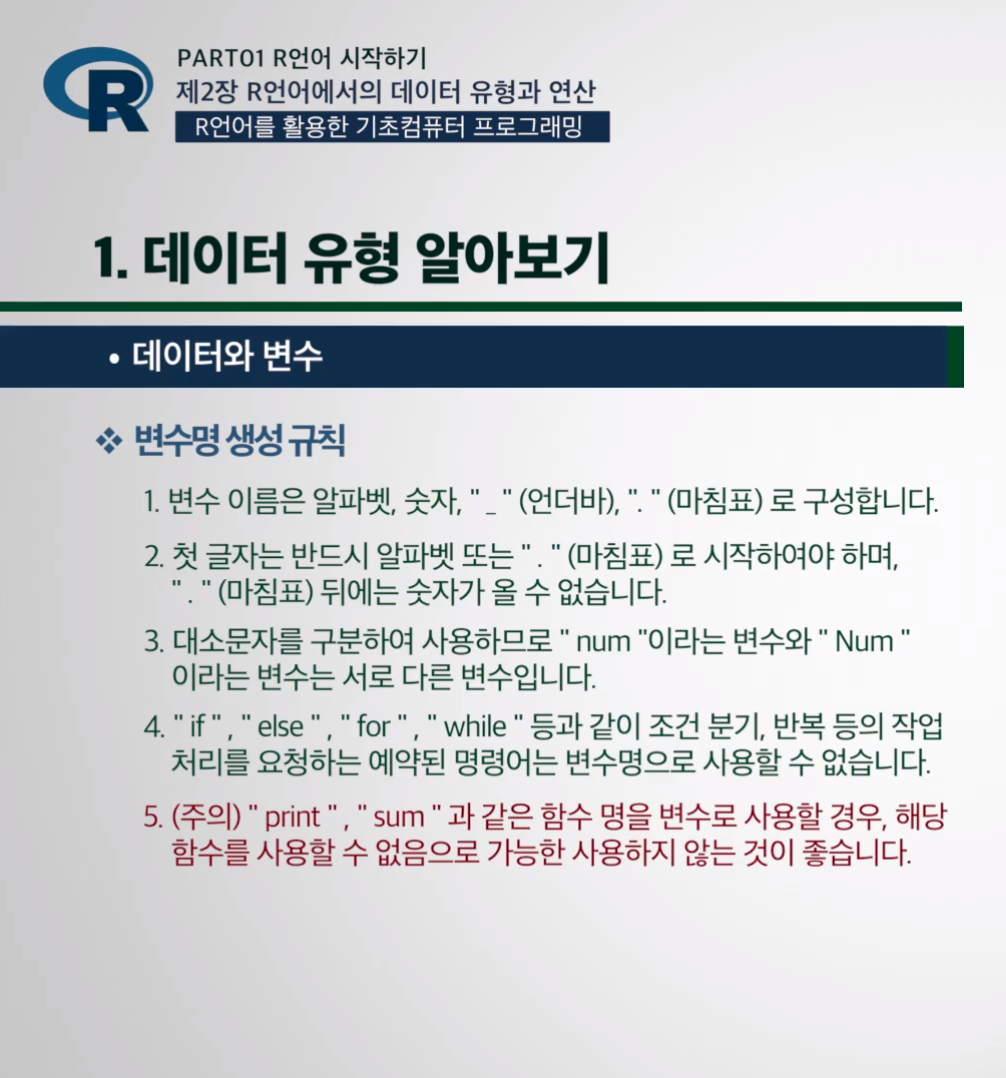 R
PART01 R언어 시작하기
제2장 R언어에서의 데이터 유형과 연산
R언어를 활용한 기초컴퓨터 프로그래밍
1. 데이터 유형 알아보기
• 데이터와 변수
❖ 변수명 생성 규칙
1. 변수 이름은 알파벳, 숫자, " _ " (언더바), ". " (마침표) 로 구성합니다.
2. 첫 글자는 반드시 알파벳 또는 " . " (마침표) 로 시작하여야 하며,
" . " (마침표) 뒤에는 숫자가 올 수 없습니다.
3. 대소문자를 구분하여 사용하므로 " num "이라는 변수와 " Num "
이라는 변수는 서로 다른 변수입니다.
4. " if " , " else " , " for " , " while " 등과 같이 조건 분기, 반복 등의 작업
처리를 요청하는 예약된 명령어는 변수명으로 사용할 수 없습니다.
5. (주의) " print " , " sum " 과 같은 함수 명을 변수로 사용할 경우, 해당
함수를 사용할 수 없음으로 가능한 사용하지 않는 것이 좋습니다.